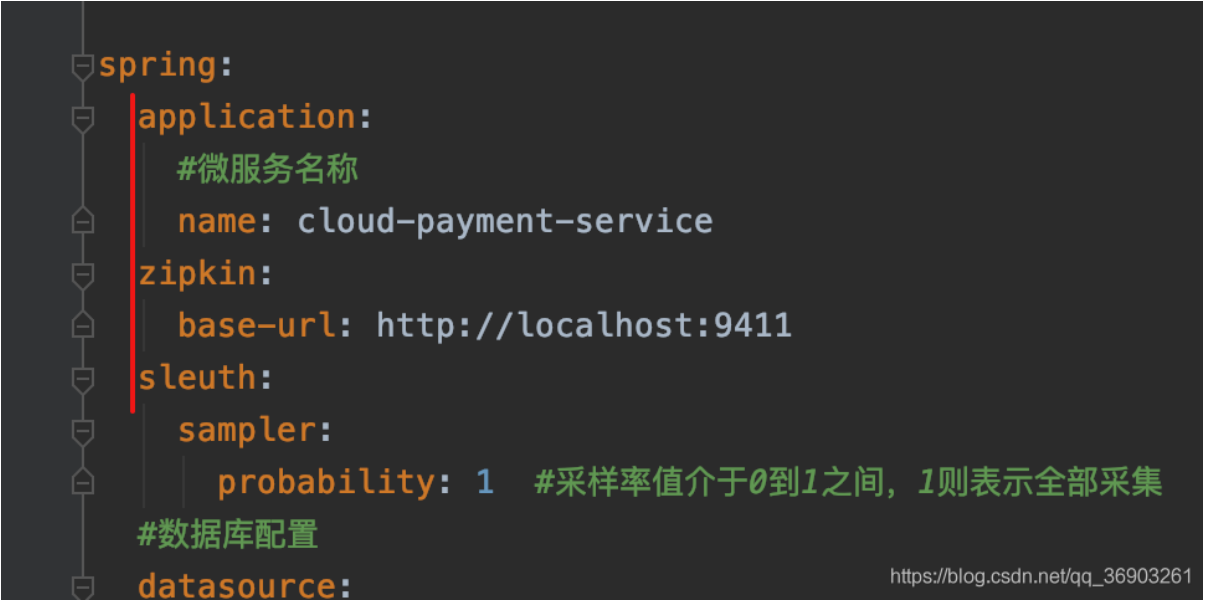 spring:
application:
#微服务名称
name: cloud-payment-service
zipkin:
base-url: http://localhost:9411
sleuth:
sampler:
probability: 1 #采样率值介于0到1之间，1则表示全部采集
#数据库配置
datasource:
https://blog.csdn.net/qq_36903261